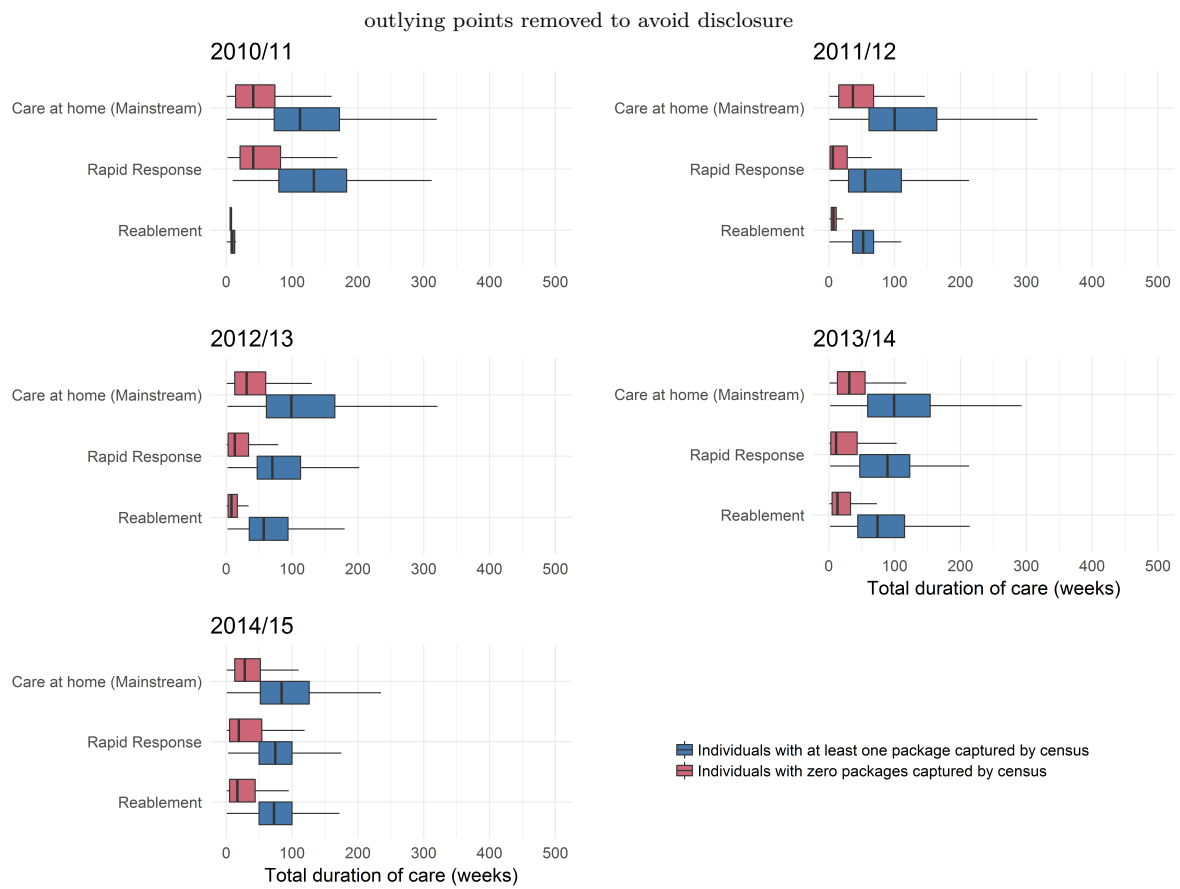 outlying points removed to avoid disclosure
2010/11
Care at home (Mainstream)
Rapid Response
Reablement
0 100 200 300 400 500
2011/12
Care at home (Mainstream)
Rapid Response
Reablement
0 100 200 300 400 500
2012/13
Care at home (Mainstream)
Rapid Response
Reablement
0 100 200 300 400 500
2013/14
Care at home (Mainstream)
Rapid Response
Reablement
0 100 200 300 400 500
Total duration of care (weeks)
2014/15
Care at home (Mainstream)
Rapid Response
Reablement
0 100 200 300 400 500
Total duration of care (weeks)
Individuals with at least one package captured by census
Individuals with zero packages captured by census